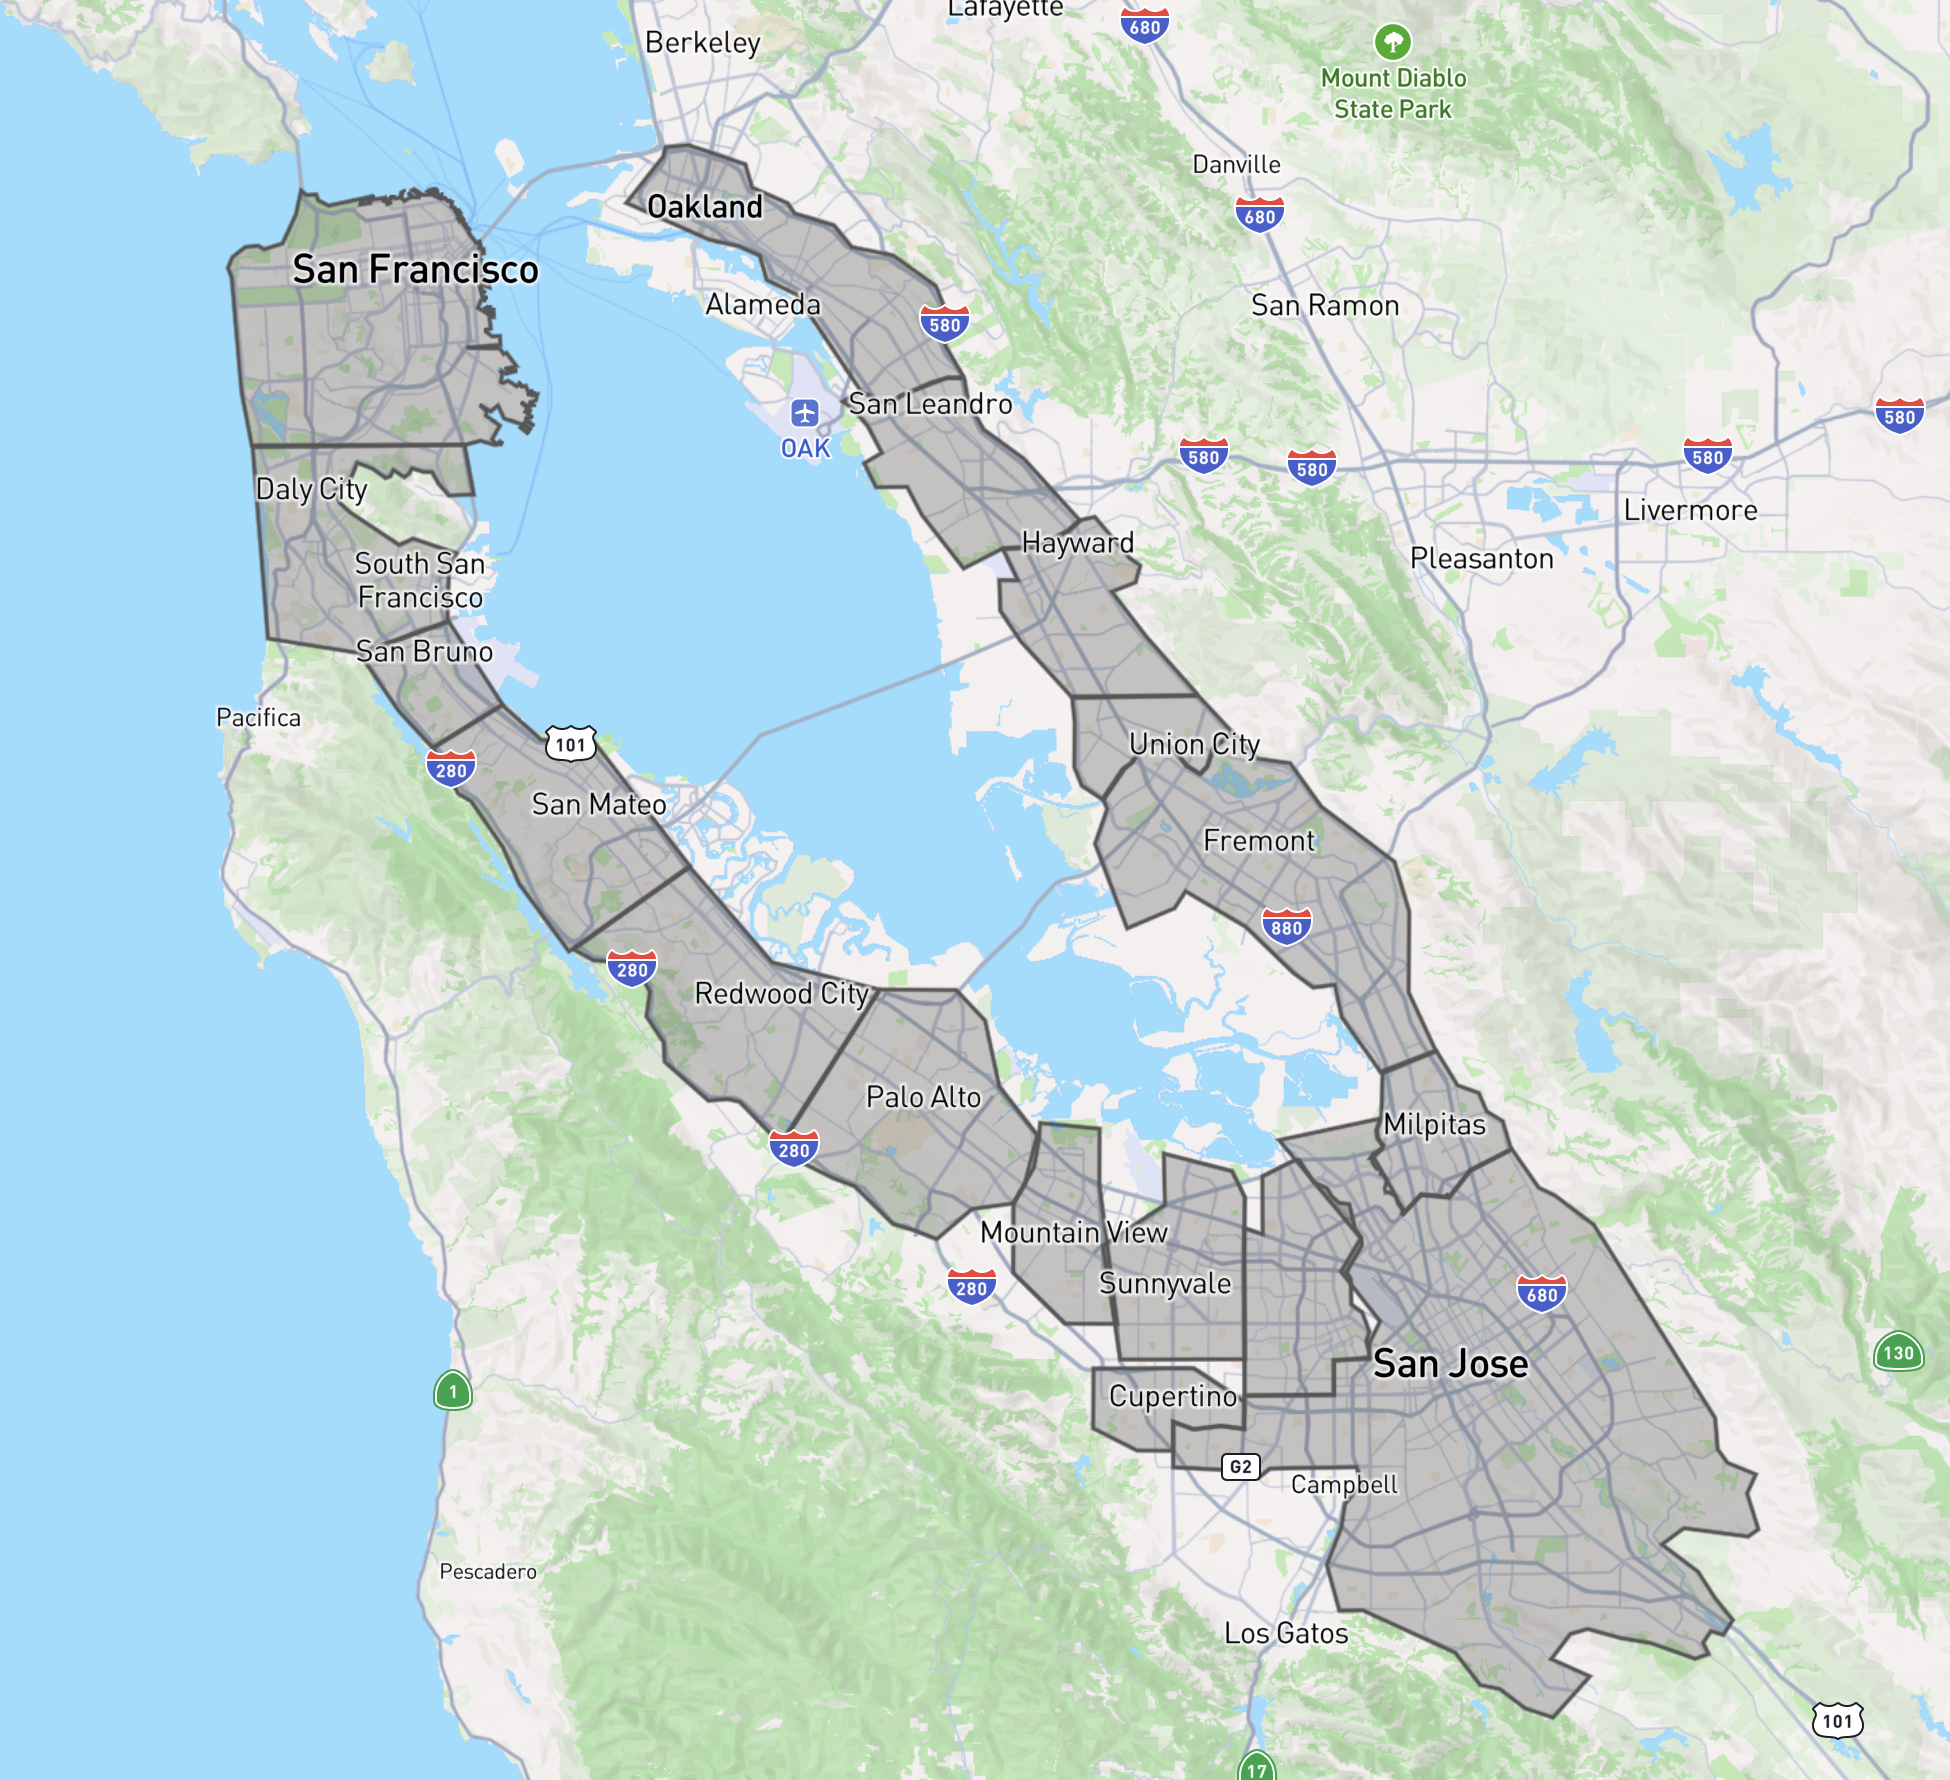 Lafayette
680
Berkeley
Mount Diablo
State Park
Danville
680
Oakland
San Francisco
Alameda
San Ramon
580
San Leandro
OAK
580
580
580
580
Daly City
Livermore
Hayward
Pleasanton
South San
Francisco
San Bruno
Pacifica
101
Union City
280
San Mateo
Fremont
880
280
Redwood City
Palo Alto
Milpitas
280
Mountain View
Sunnyvale
280
680
130
San Jose
1
Cupertino
G2
Campbell
Pescadero
Los Gatos
101
17